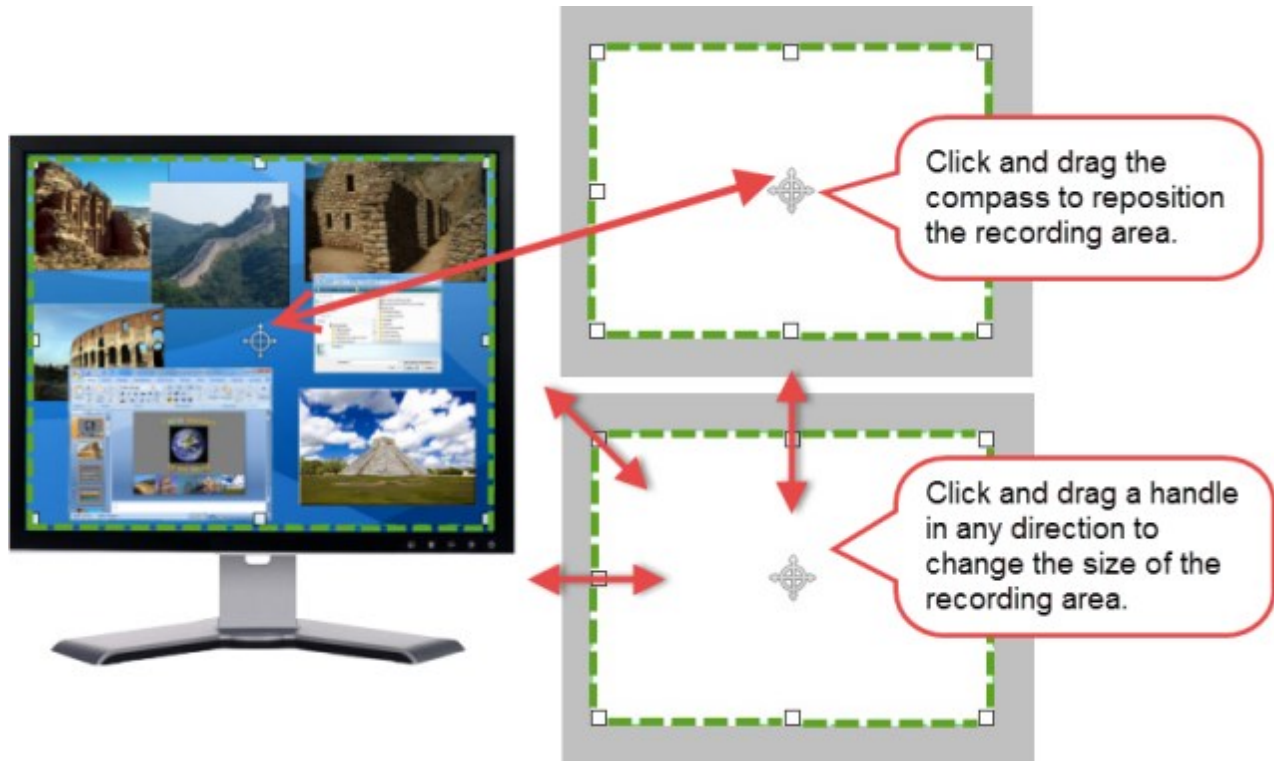 Click and drag the
compass to reposition
the recording area.
Click and drag a handle
in any direction to
change the size of the
recording area.